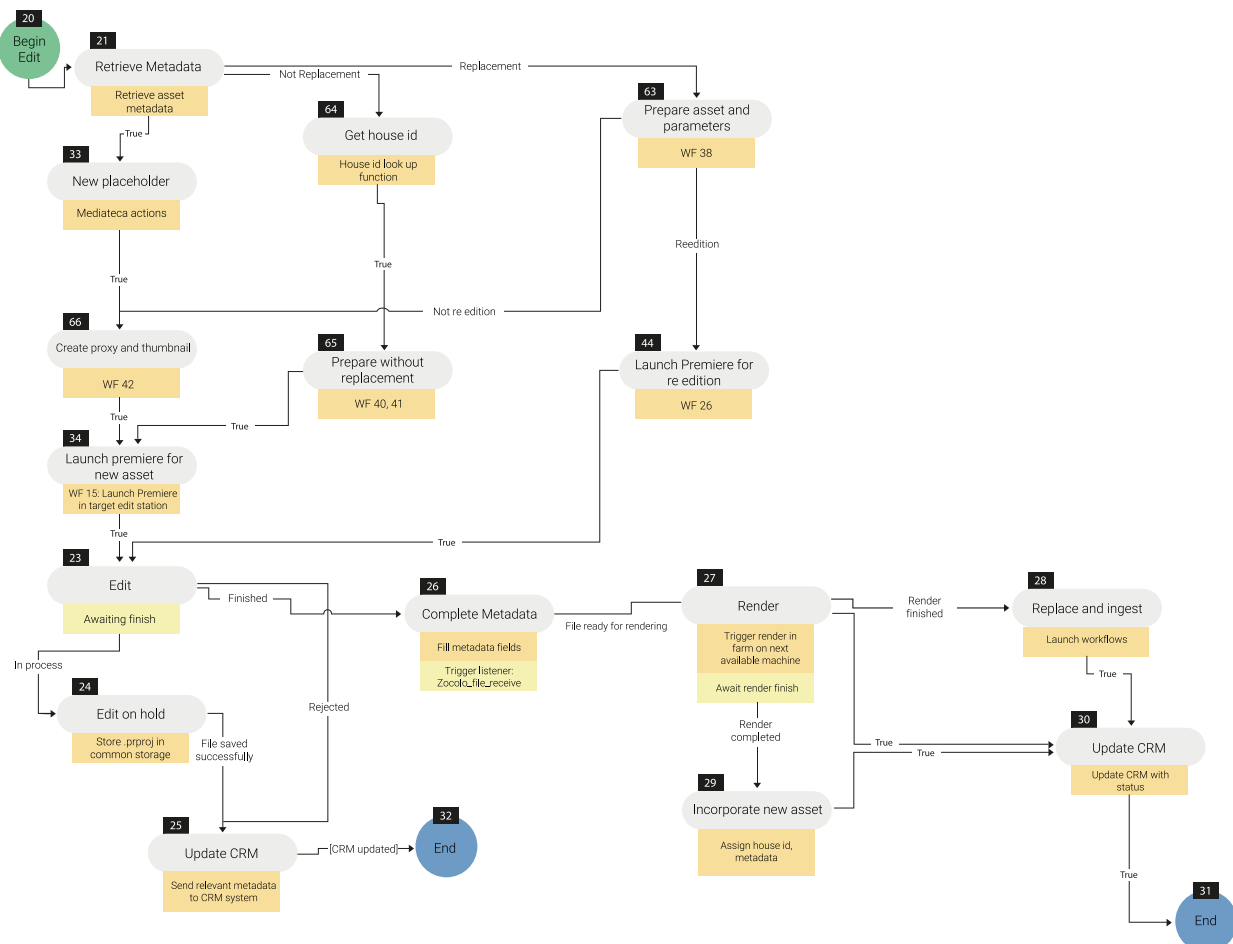 20
Begin
Edit
21
Retrieve Metadata
Retrieve asset
metadata
Replacement
Not Replacement
63
Prepare asset and
parameters
WF 38
64
Get house id
House id look up
function
True
33
New placeholder
Mediateca actions
Reedition
True
True
Not re edition
66
Create proxy and thumbnail
WF 42
65
Prepare without
replacement
WF 40, 41
44
Launch Premiere for
re edition
WF 26
True
True
34
Launch premiere for
new asset
WF 15: Launch Premiere
in target edit station
True
True
23
Edit
Awaiting finish
Finished
26
Complete Metadata
Fill metadata fields
Trigger listener:
Zocolo_file_receive
File ready for rendering
27
Render
Trigger render in
farm on next
available machine
Await render finish
Render
finished
28
Replace and ingest
Launch workflows
In process
True
24
Edit on hold
Store .prproj in
common storage
File saved
successfully
Rejected
Render
completed
True
True
30
Update CRM
Update CRM with
status
29
Incorporate new asset
Assign house id,
metadata
25
Update CRM
Send relevant metadata
to CRM system
[CRM updated]
32
End
True
31
End